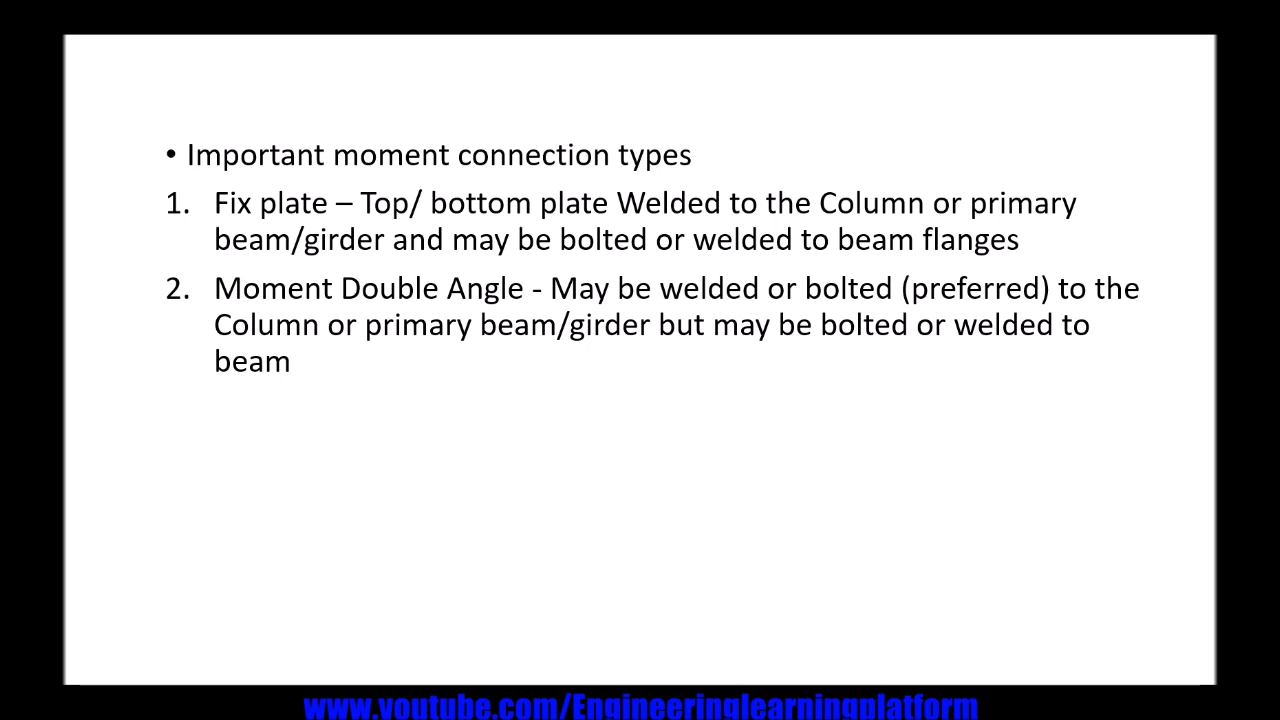 • Important moment connection types
1. Fix plate – Top/ bottom plate Welded to the Column or primary
beam/girder and may be bolted or welded to beam flanges
2. Moment Double Angle - May be welded or bolted (preferred) to the
Column or primary beam/girder but may be bolted or welded to
beam
www.youtube.com/Engineeringlearningplatform